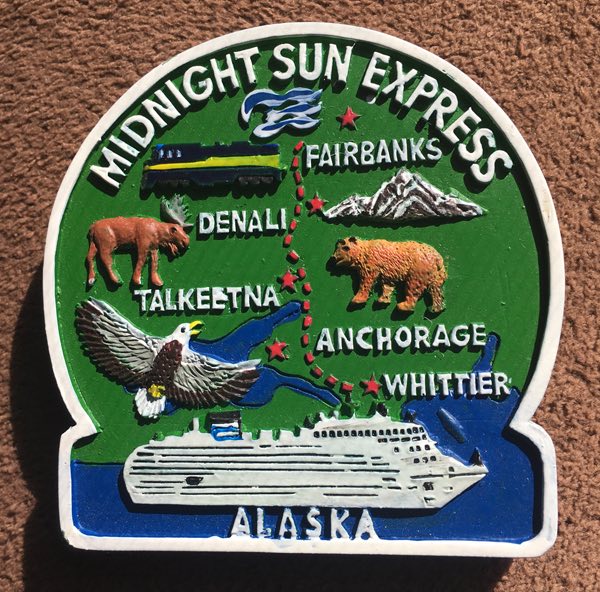 MIDNIGHT SUN EXPRESS
FAIRBANKS
DENALI
TALKEETNA
ANCHORAGE
WHITTIER
ALASKA